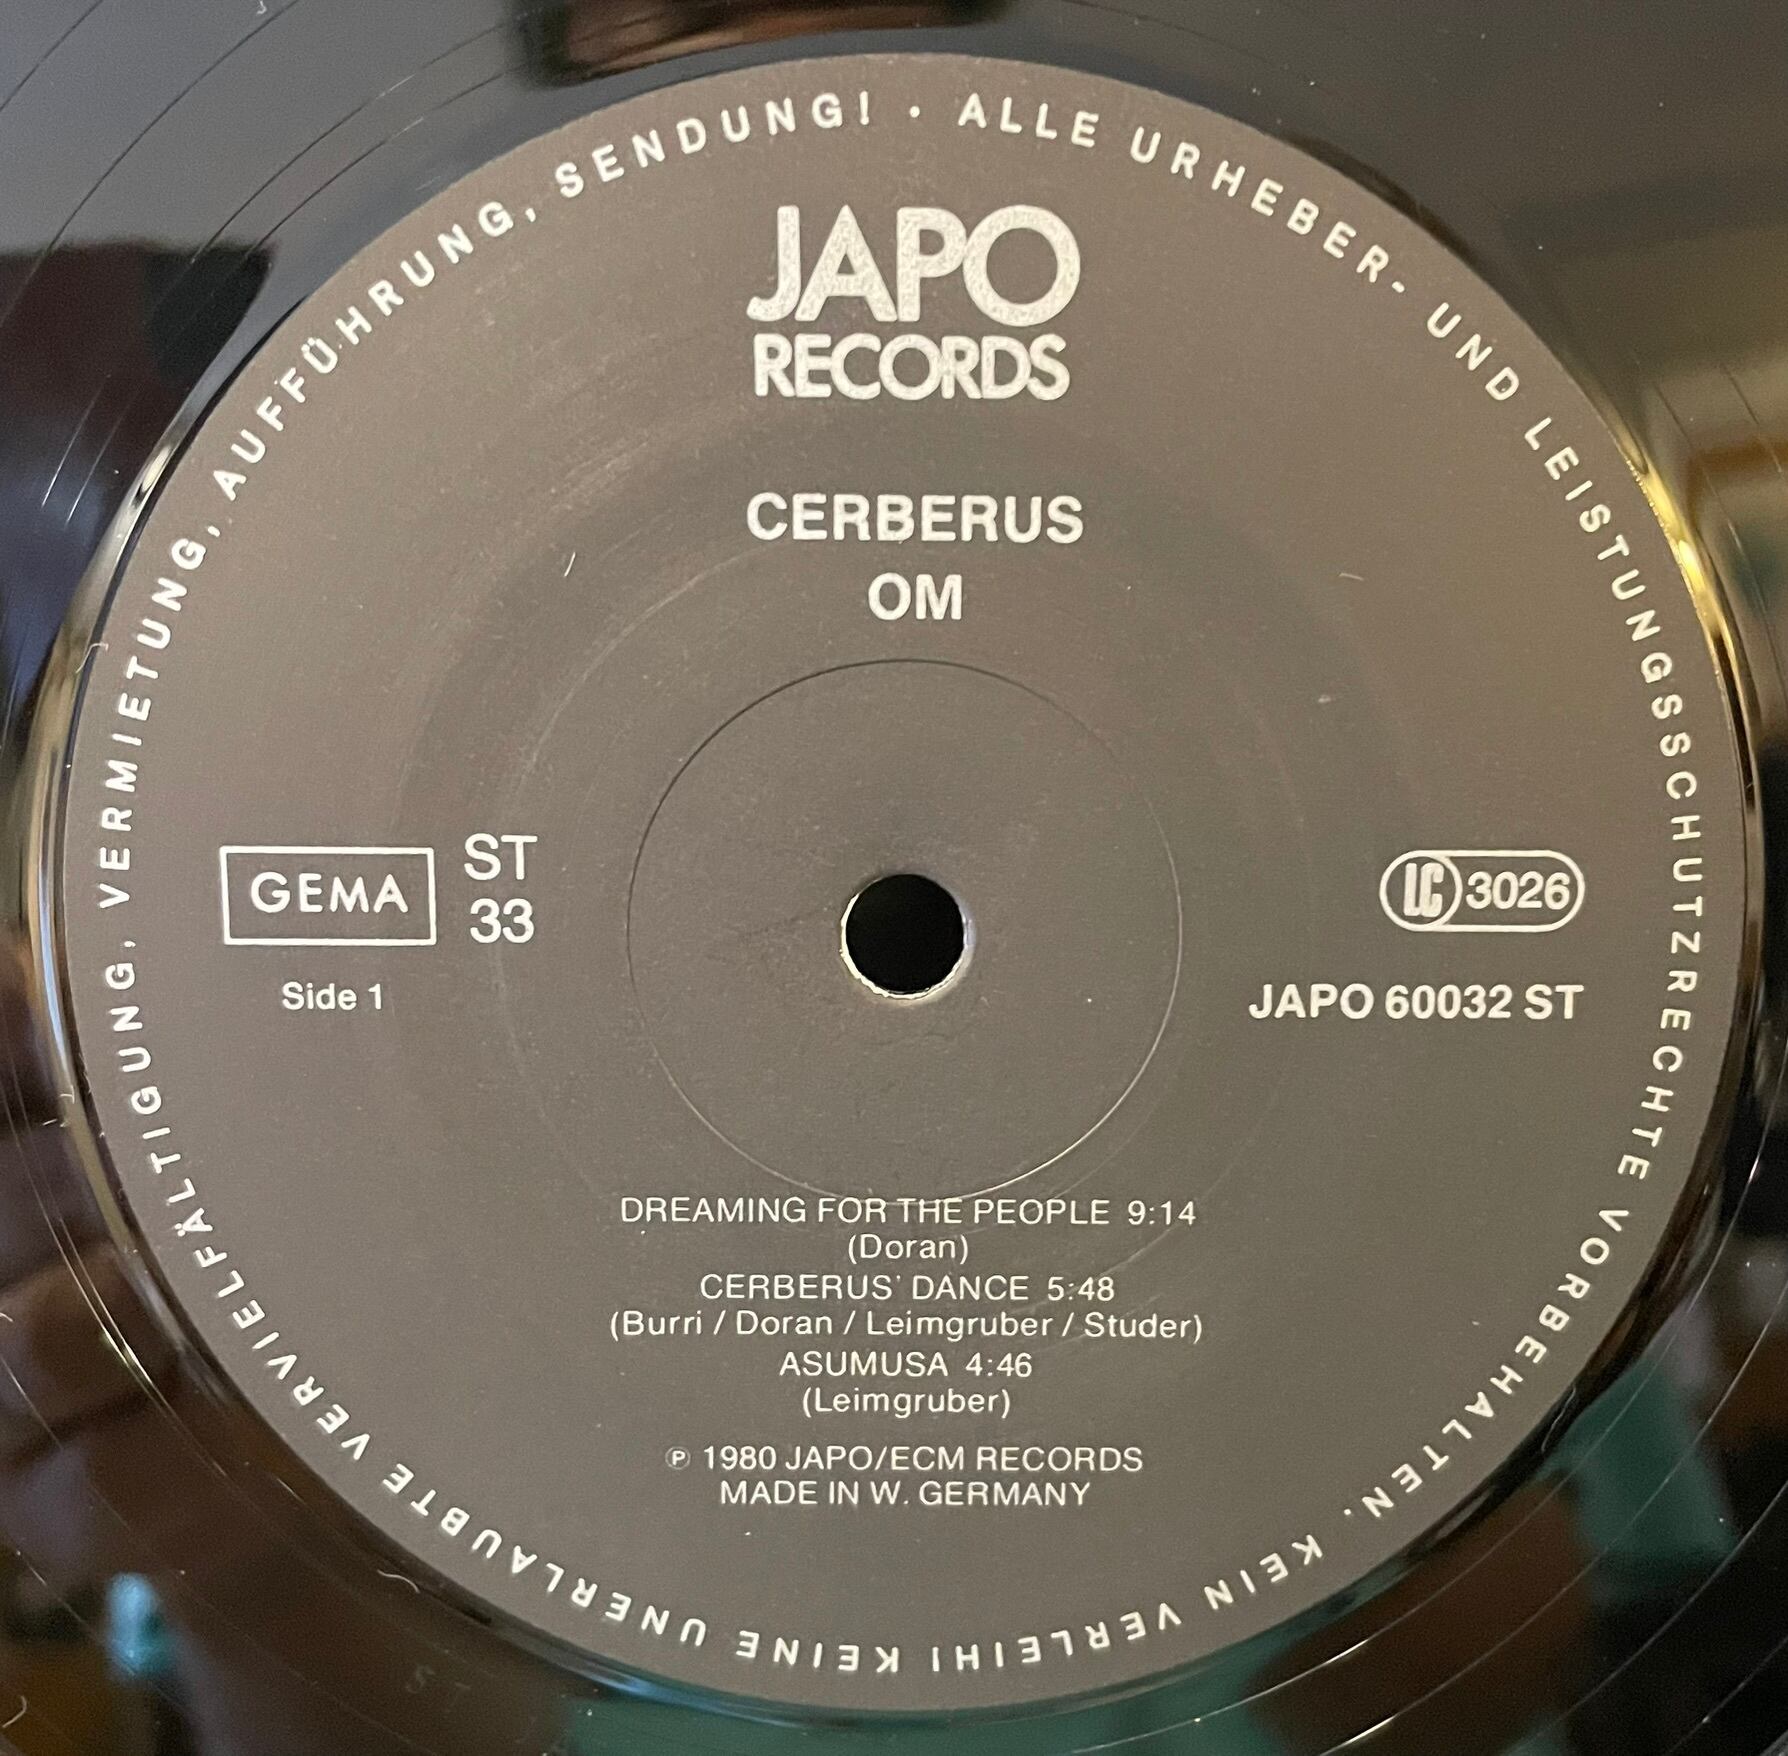 ALLE URHEBER- UND LEISTUNGSSCHUTZRECHTE VORBEHALTEN. KEIN VERLEIH! KEINE UNERLAUBTE VERVIELFÄLTIGUNG, VERMIETUNG, AUFFÜHRUNG, SENDUNG! •
JAPO
RECORDS
CERBERUS
OM
GEMA
ST
33
Side 1
LC 3026
JAPO 60032 ST
DREAMING FOR THE PEOPLE 9:14
(Doran)
CERBERUS' DANCE 5:48
(Burri / Doran / Leimgruber / Studer)
ASUMUSA 4:46
(Leimgruber)
℗ 1980 JAPO/ECM RECORDS
MADE IN W. GERMANY